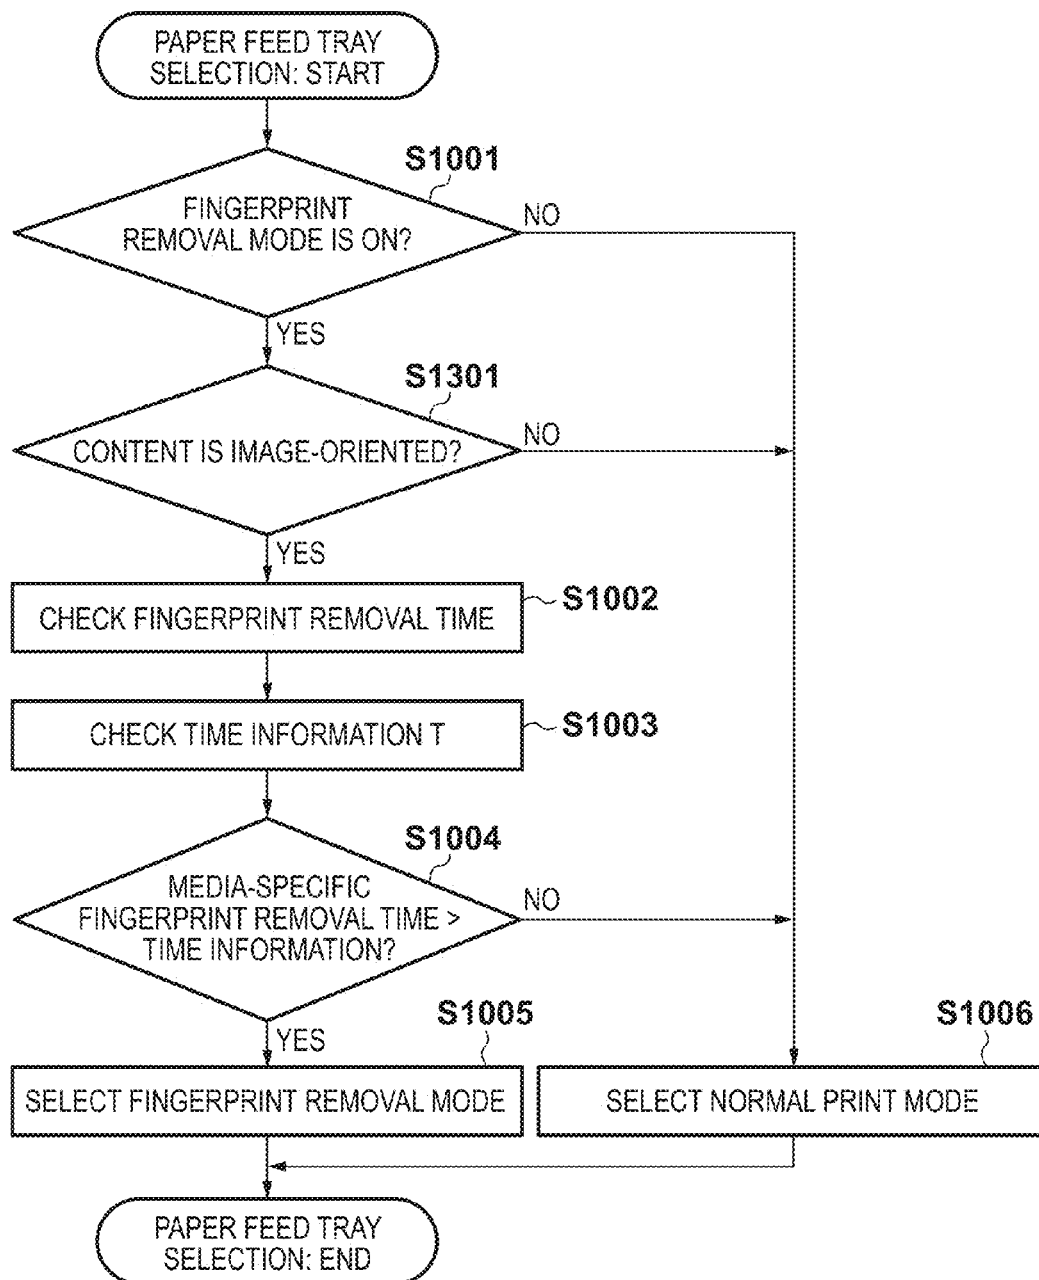 PAPER FEED TRAY
SELECTION: START
S1001
FINGERPRINT
REMOVAL MODE IS ON?
NO
YES
S1301
CONTENT IS IMAGE-ORIENTED?
NO
YES
CHECK FINGERPRINT REMOVAL TIME
S1002
CHECK TIME INFORMATION T
S1003
S1004
MEDIA-SPECIFIC
FINGERPRINT REMOVAL TIME >
TIME INFORMATION?
NO
YES
S1005
S1006
SELECT FINGERPRINT REMOVAL MODE
SELECT NORMAL PRINT MODE
PAPER FEED TRAY
SELECTION: END